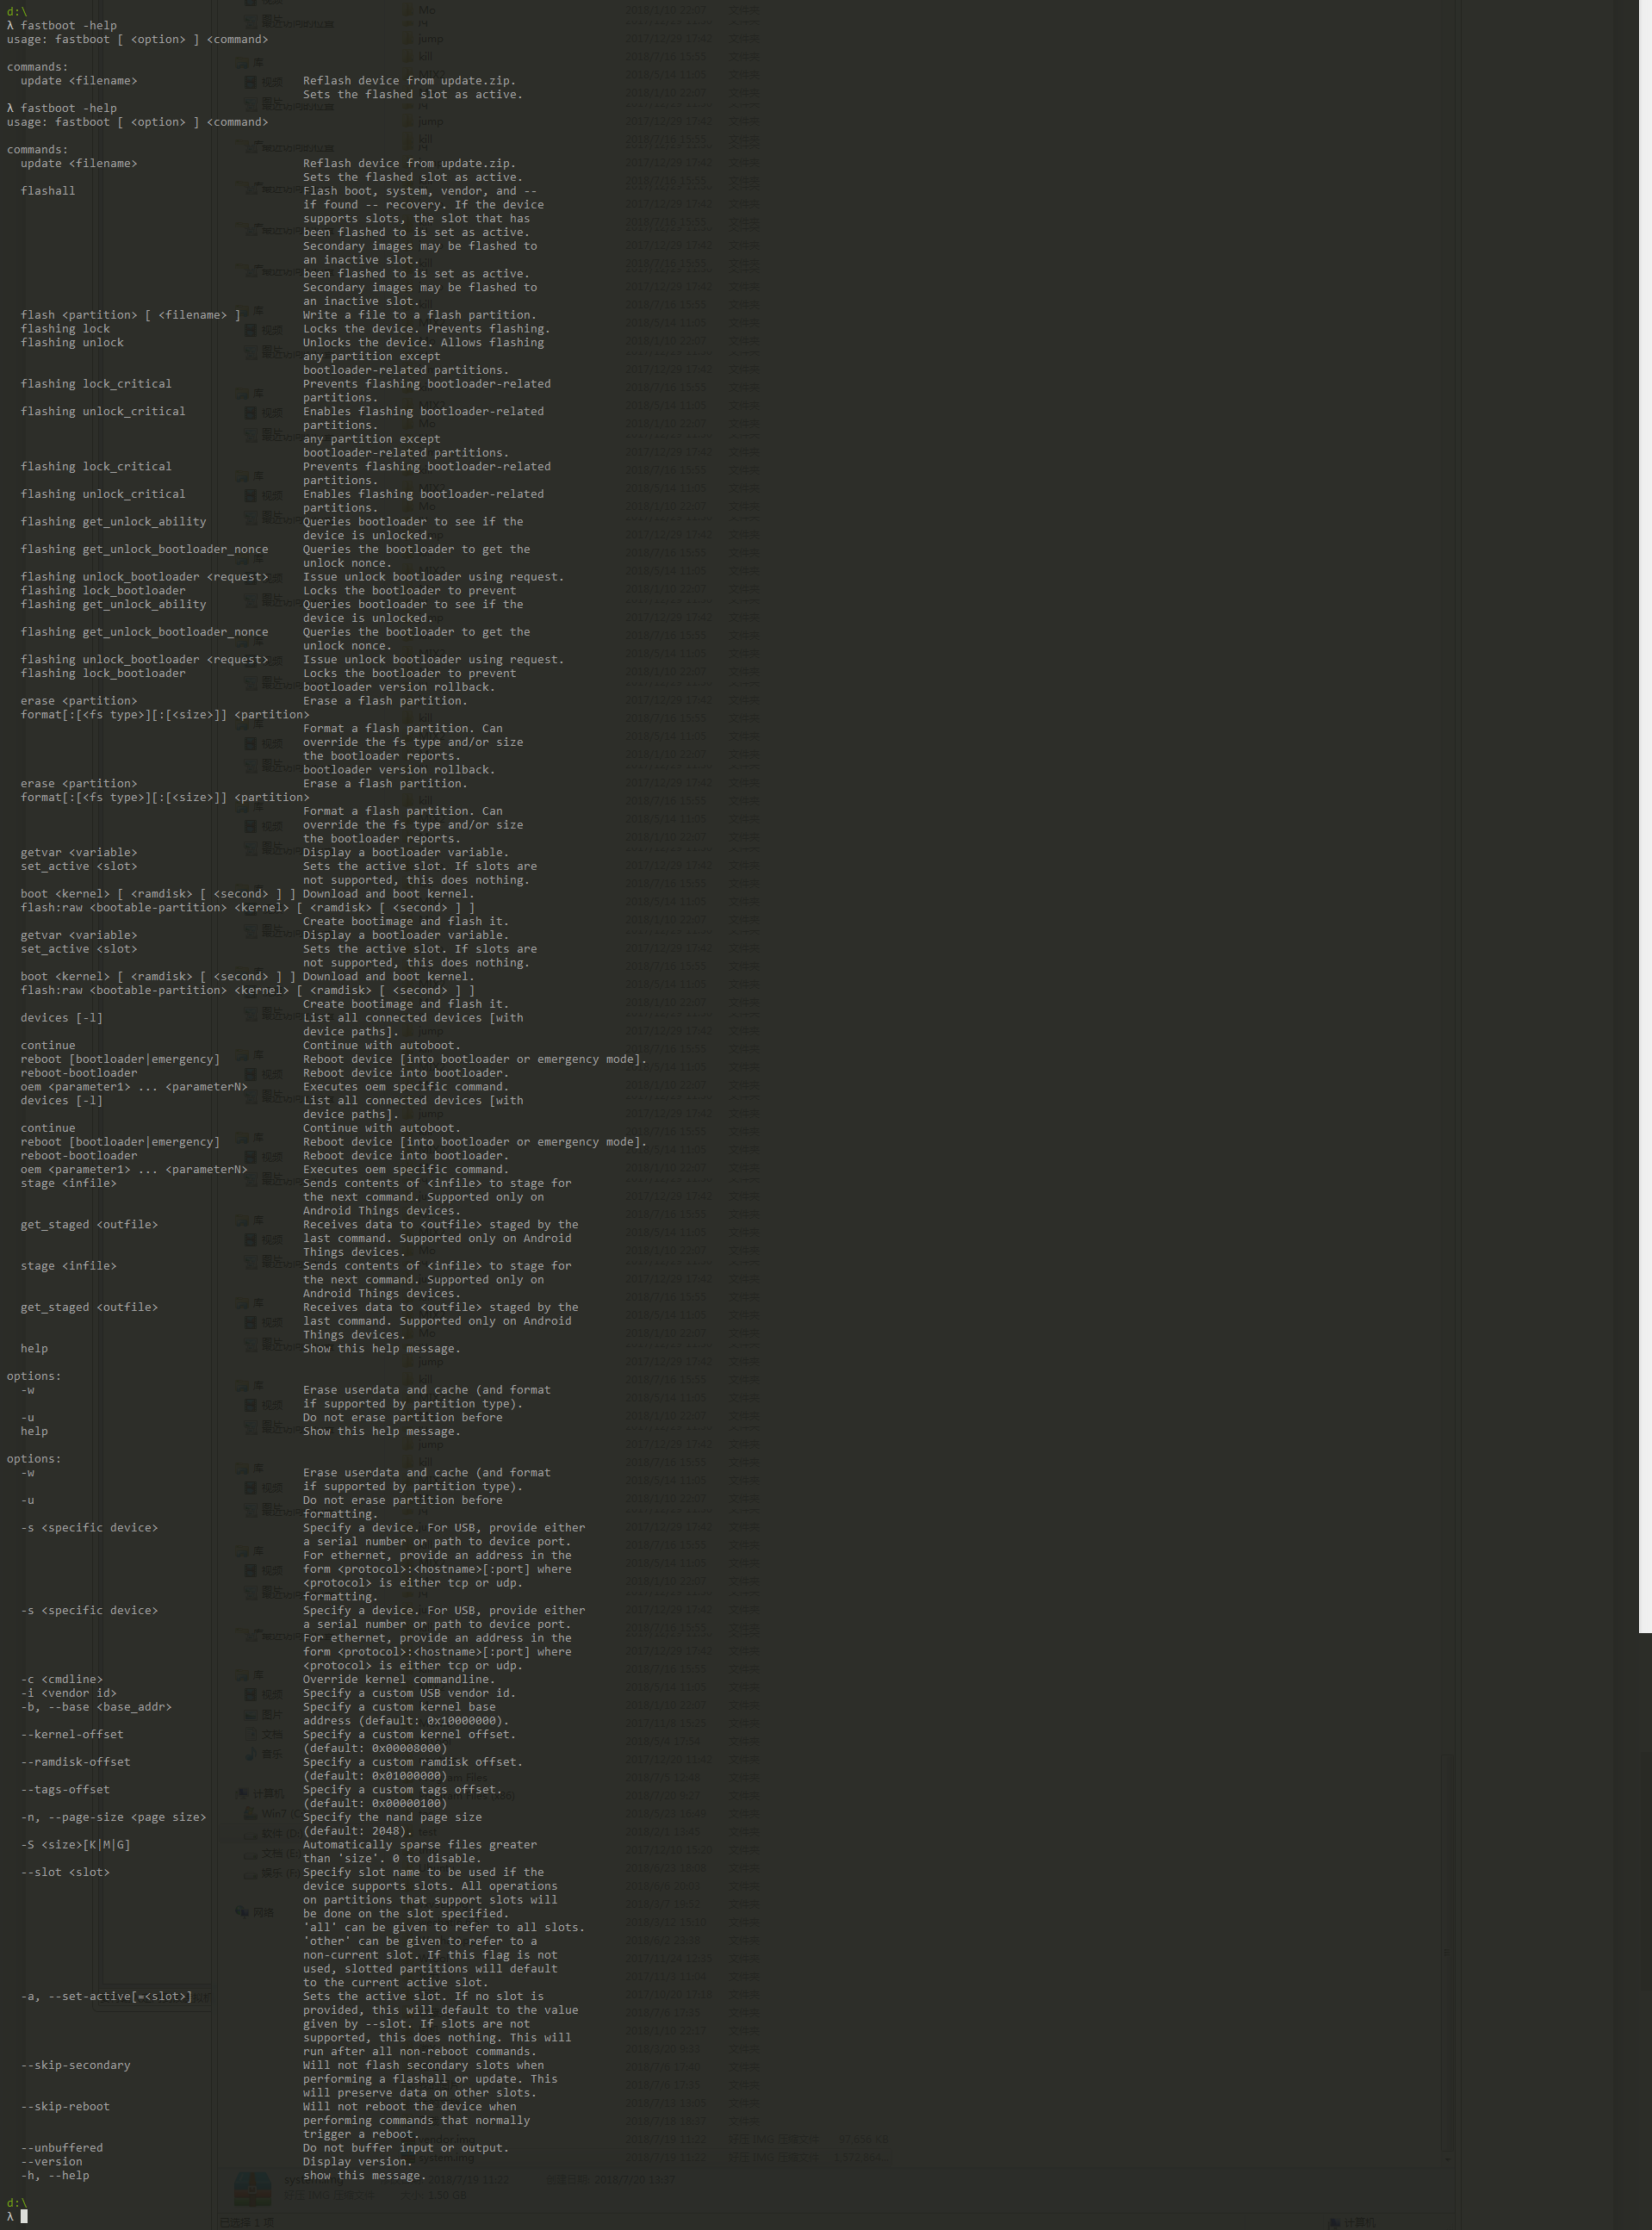 d:\
λ fastboot -help
usage: fastboot [ <option> ] <command>
commands:
  update <filename>                        Reflash device from update.zip.
                                           Sets the flashed slot as active.
λ fastboot -help
usage: fastboot [ <option> ] <command>
commands:
  update <filename>                        Reflash device from update.zip.
                                           Sets the flashed slot as active.
  flashall                                 Flash boot, system, vendor, and --
                                           if found -- recovery. If the device
                                           supports slots, the slot that has
                                           been flashed to is set as active.
                                           Secondary images may be flashed to
                                           an inactive slot.
                                           been flashed to is set as active.
                                           Secondary images may be flashed to
                                           an inactive slot.
  flash <partition> [ <filename> ]         Write a file to a flash partition.
  flashing lock                            Locks the device. Prevents flashing.
  flashing unlock                          Unlocks the device. Allows flashing
                                           any partition except
                                           bootloader-related partitions.
  flashing lock_critical                   Prevents flashing bootloader-related
                                           partitions.
  flashing unlock_critical                 Enables flashing bootloader-related
                                           partitions.
                                           any partition except
                                           bootloader-related partitions.
  flashing lock_critical                   Prevents flashing bootloader-related
                                           partitions.
  flashing unlock_critical                 Enables flashing bootloader-related
                                           partitions.
  flashing get_unlock_ability              Queries bootloader to see if the
                                           device is unlocked.
  flashing get_unlock_bootloader_nonce     Queries the bootloader to get the
                                           unlock nonce.
  flashing unlock_bootloader <request>     Issue unlock bootloader using request.
  flashing lock_bootloader                 Locks the bootloader to prevent
  flashing get_unlock_ability              Queries bootloader to see if the
                                           device is unlocked.
  flashing get_unlock_bootloader_nonce     Queries the bootloader to get the
                                           unlock nonce.
  flashing unlock_bootloader <request>     Issue unlock bootloader using request.
  flashing lock_bootloader                 Locks the bootloader to prevent
                                           bootloader version rollback.
  erase <partition>                        Erase a flash partition.
  format[:[<fs type>][:[<size>]] <partition>
                                           Format a flash partition. Can
                                           override the fs type and/or size
                                           the bootloader reports.
                                           bootloader version rollback.
  erase <partition>                        Erase a flash partition.
  format[:[<fs type>][:[<size>]] <partition>
                                           Format a flash partition. Can
                                           override the fs type and/or size
                                           the bootloader reports.
  getvar <variable>                        Display a bootloader variable.
  set_active <slot>                        Sets the active slot. If slots are
                                           not supported, this does nothing.
  boot <kernel> [ <ramdisk> [ <second> ] ] Download and boot kernel.
  flash:raw <bootable-partition> <kernel> [ <ramdisk> [ <second> ] ]
                                           Create bootimage and flash it.
  getvar <variable>                        Display a bootloader variable.
  set_active <slot>                        Sets the active slot. If slots are
                                           not supported, this does nothing.
  boot <kernel> [ <ramdisk> [ <second> ] ] Download and boot kernel.
  flash:raw <bootable-partition> <kernel> [ <ramdisk> [ <second> ] ]
                                           Create bootimage and flash it.
  devices [-l]                             List all connected devices [with
                                           device paths].
  continue                                 Continue with autoboot.
  reboot [bootloader|emergency]            Reboot device [into bootloader or emergency mode].
  reboot-bootloader                        Reboot device into bootloader.
  oem <parameter1> ... <parameterN>        Executes oem specific command.
  devices [-l]                             List all connected devices [with
                                           device paths].
  continue                                 Continue with autoboot.
  reboot [bootloader|emergency]            Reboot device [into bootloader or emergency mode].
  reboot-bootloader                        Reboot device into bootloader.
  oem <parameter1> ... <parameterN>        Executes oem specific command.
  stage <infile>                           Sends contents of <infile> to stage for
                                           the next command. Supported only on
                                           Android Things devices.
  get_staged <outfile>                     Receives data to <outfile> staged by the
                                           last command. Supported only on Android
                                           Things devices.
  stage <infile>                           Sends contents of <infile> to stage for
                                           the next command. Supported only on
                                           Android Things devices.
  get_staged <outfile>                     Receives data to <outfile> staged by the
                                           last command. Supported only on Android
                                           Things devices.
  help                                     Show this help message.
options:
  -w                                       Erase userdata and cache (and format
                                           if supported by partition type).
  -u                                       Do not erase partition before
  help                                     Show this help message.
options:
  -w                                       Erase userdata and cache (and format
                                           if supported by partition type).
  -u                                       Do not erase partition before
                                           formatting.
  -s <specific device>                     Specify a device. For USB, provide either
                                           a serial number or path to device port.
                                           For ethernet, provide an address in the
                                           form <protocol>:<hostname>[:port] where
                                           <protocol> is either tcp or udp.
                                           formatting.
  -s <specific device>                     Specify a device. For USB, provide either
                                           a serial number or path to device port.
                                           For ethernet, provide an address in the
                                           form <protocol>:<hostname>[:port] where
                                           <protocol> is either tcp or udp.
  -c <cmdline>                             Override kernel commandline.
  -i <vendor id>                           Specify a custom USB vendor id.
  -b, --base <base_addr>                   Specify a custom kernel base
                                           address (default: 0x10000000).
  --kernel-offset                          Specify a custom kernel offset.
                                           (default: 0x00008000)
  --ramdisk-offset                         Specify a custom ramdisk offset.
                                           (default: 0x01000000)
  --tags-offset                            Specify a custom tags offset.
                                           (default: 0x00000100)
  -n, --page-size <page size>              Specify the nand page size
                                           (default: 2048).
  -S <size>[K|M|G]                         Automatically sparse files greater
                                           than 'size'. 0 to disable.
  --slot <slot>                            Specify slot name to be used if the
                                           device supports slots. All operations
                                           on partitions that support slots will
                                           be done on the slot specified.
                                           'all' can be given to refer to all slots.
                                           'other' can be given to refer to a
                                           non-current slot. If this flag is not
                                           used, slotted partitions will default
                                           to the current active slot.
  -a, --set-active[=<slot>]                Sets the active slot. If no slot is
                                           provided, this will default to the value
                                           given by --slot. If slots are not
                                           supported, this does nothing. This will
                                           run after all non-reboot commands.
  --skip-secondary                         Will not flash secondary slots when
                                           performing a flashall or update. This
                                           will preserve data on other slots.
  --skip-reboot                            Will not reboot the device when
                                           performing commands that normally
                                           trigger a reboot.
  --unbuffered                             Do not buffer input or output.
  --version                                Display version.
  -h, --help                               show this message.
d:\
λ